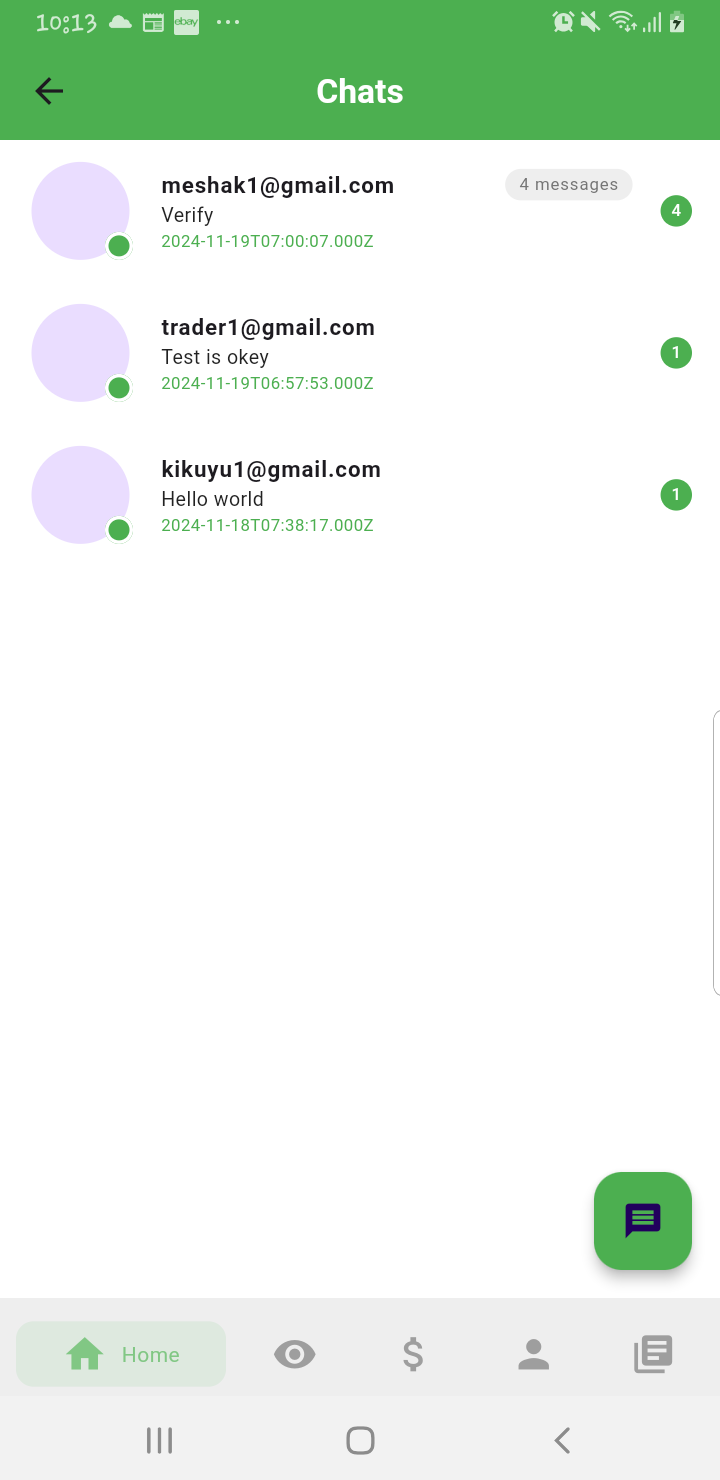 10:13
ebay
Chats
meshak1@gmail.com
4 messages
Verify
4
2024-11-19T07:00:07.000Z
trader1@gmail.com
Test is okey
1
2024-11-19T06:57:53.000Z
kikuyu1@gmail.com
Hello world
1
2024-11-18T07:38:17.000Z
Home